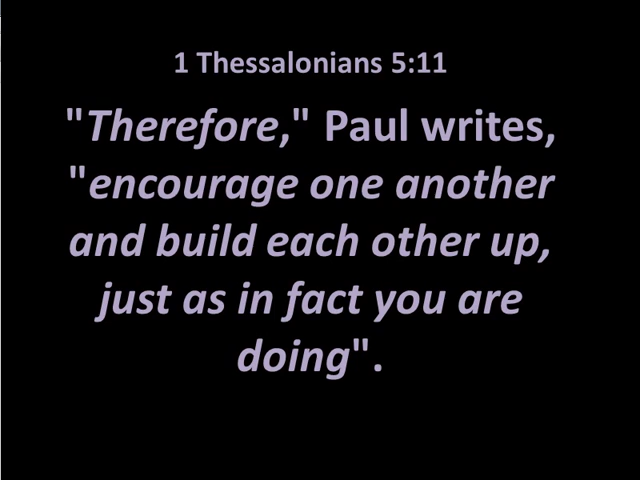 1 Thessalonians 5:11
"Therefore," Paul writes,
"encourage one another
and build each other up,
just as in fact you are
doing".